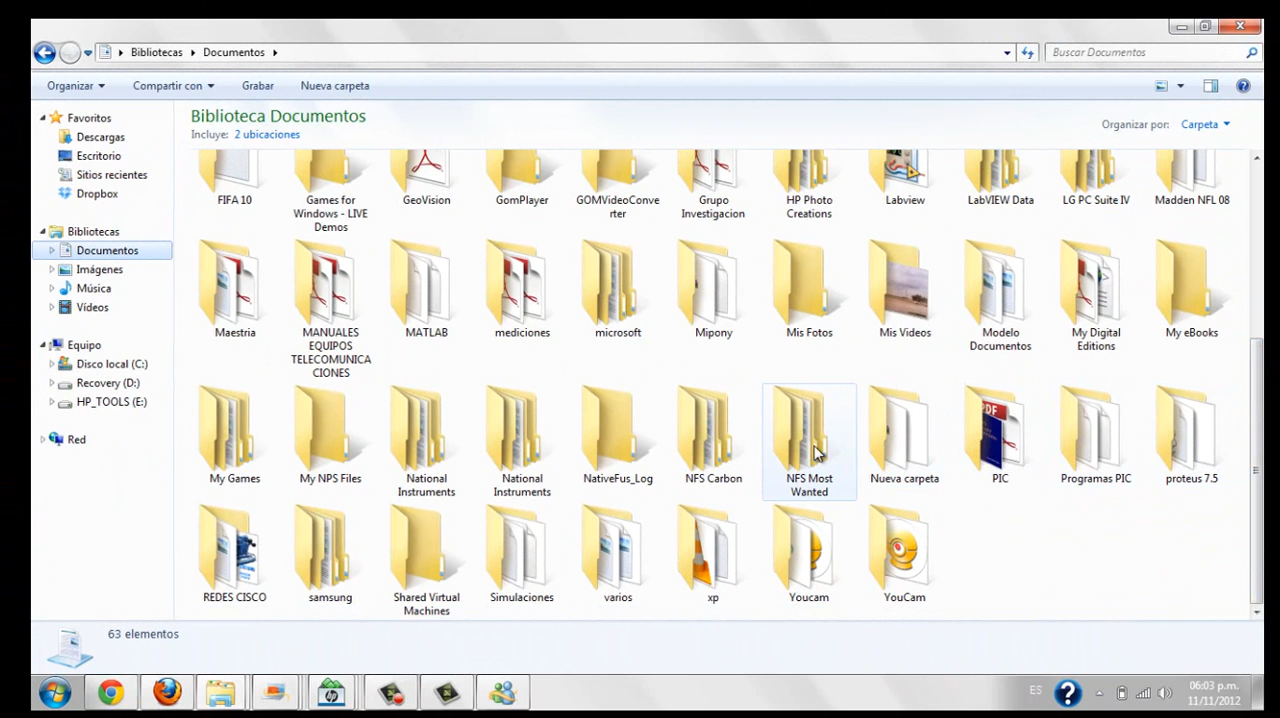 Bibliotecas Documentos
Buscar Documentos
Organizar Compartir con Grabar Nueva carpeta
Favoritos
Descargas
Escritorio
Sitios recientes
Dropbox
Bibliotecas
Documentos
Imágenes
Música
Vídeos
Equipo
Disco local (C:)
Recovery (D:)
HP_TOOLS (E:)
Red
Biblioteca Documentos
Incluye: 2 ubicaciones
Organizar por: Carpeta
FIFA 10
Games for
Windows - LIVE
Demos
GeoVision
GomPlayer
GOMVideoConve
rter
Grupo
Investigacion
HP Photo
Creations
Labview
LabVIEW Data
LG PC Suite IV
Madden NFL 08
Maestria
MANUALES
EQUIPOS
TELECOMUNICA
CIONES
MATLAB
mediciones
microsoft
Mipony
Mis Fotos
Mis Videos
Modelo
Documentos
My Digital
Editions
My eBooks
My Games
My NPS Files
National
Instruments
National
Instruments
NativeFus_Log
NFS Carbon
NFS Most
Wanted
Nueva carpeta
PDF
PIC
Programas PIC
proteus 7.5
REDES CISCO
samsung
Shared Virtual
Machines
Simulaciones
varios
xp
Youcam
YouCam
63 elementos
hp
ES
06:03 p.m.
11/11/2012